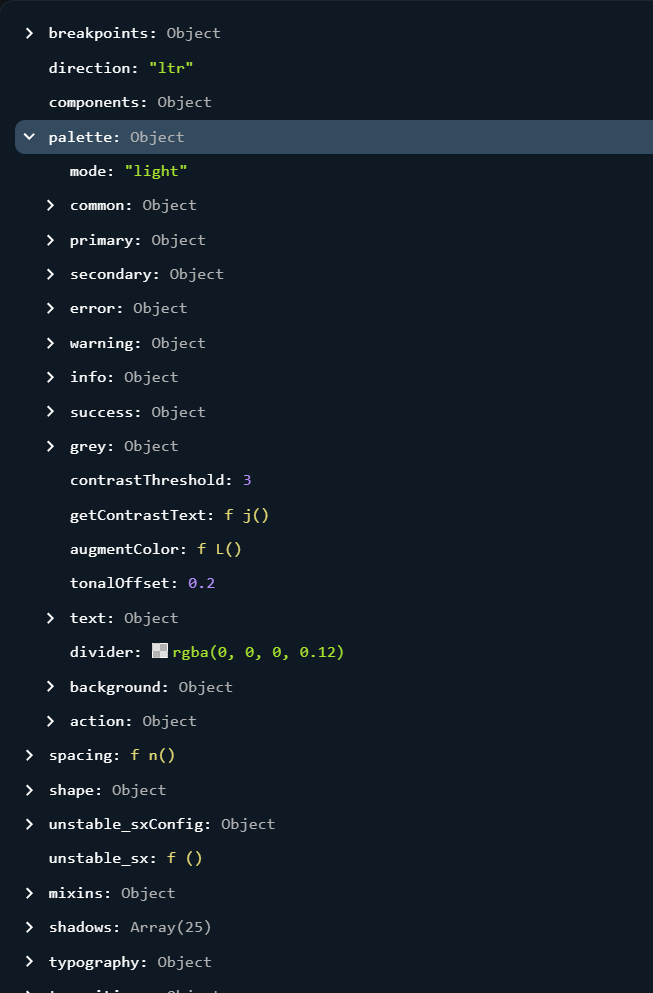 breakpoints: Object
direction: "ltr"
components: Object
palette: Object
mode: "light"
common: Object
primary: Object
secondary: Object
error: Object
warning: Object
info: Object
success: Object
grey: Object
contrastThreshold: 3
getContrastText: f j()
augmentColor: f L()
tonalOffset: 0.2
text: Object
divider: rgba(0, 0, 0, 0.12)
background: Object
action: Object
spacing: f n()
shape: Object
unstable_sxConfig: Object
unstable_sx: f ()
mixins: Object
shadows: Array(25)
typography: Object